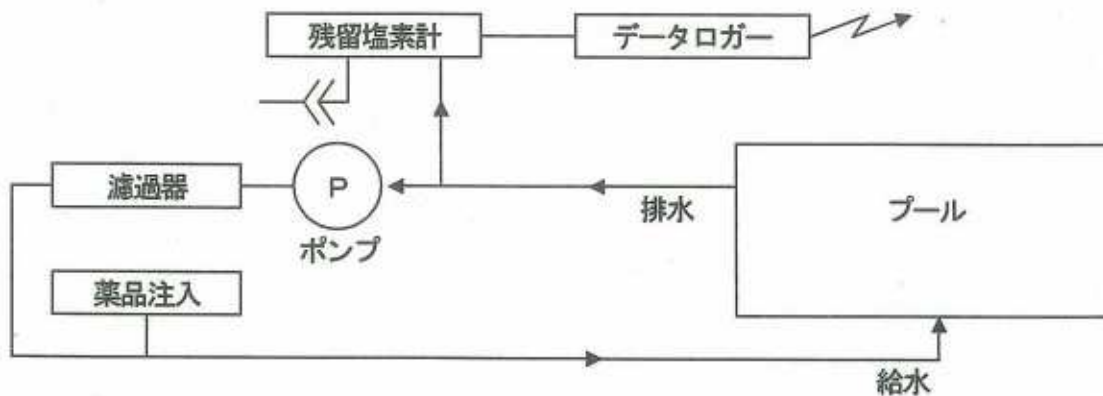 残留塩素計
データロガー
濾過器
P
ポンプ
排水
プール
薬品注入
給水